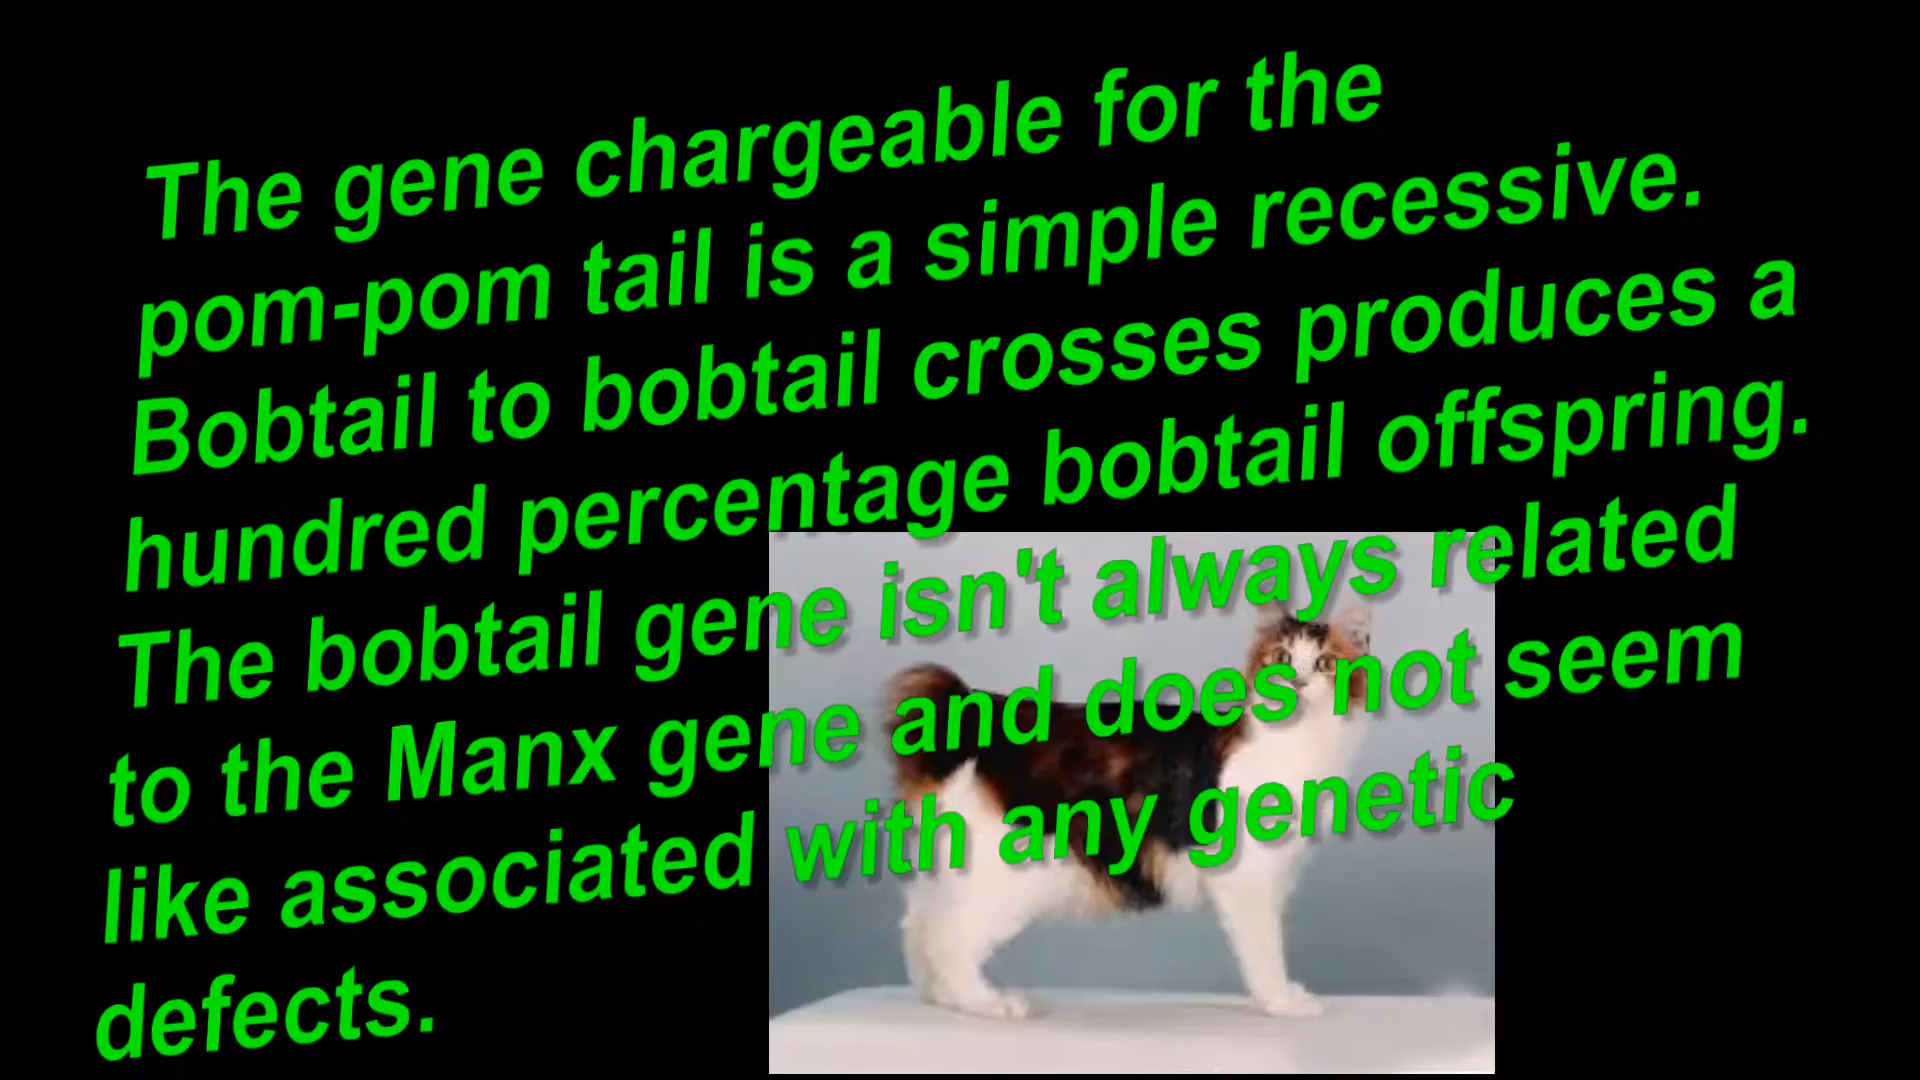 The gene chargeable for the
pom-pom tail is a simple recessive.
Bobtail to bobtail crosses produces a
hundred percentage bobtail offspring.
The bobtail gene isn't always related
to the Manx gene and does not seem
like associated with any genetic
defects.